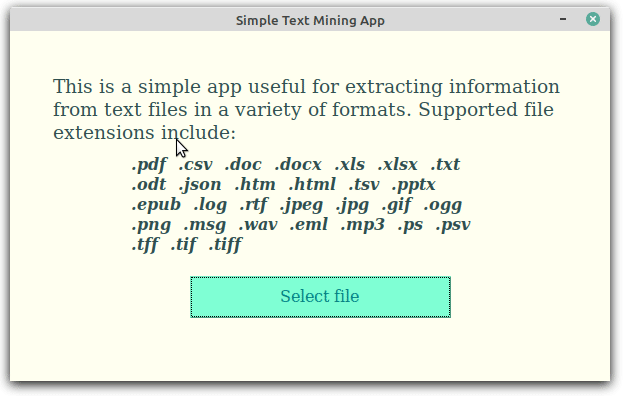 Simple Text Mining App
This is a simple app useful for extracting information
from text files in a variety of formats. Supported file
extensions include:
.pdf .csv .doc .docx .xls .xlsx .txt
.odt .json .htm .html .tsv .pptx
.epub .log .rtf .jpeg .jpg .gif .ogg
.png .msg .wav .eml .mp3 .ps .psv
.tff .tif .tiff
Select file